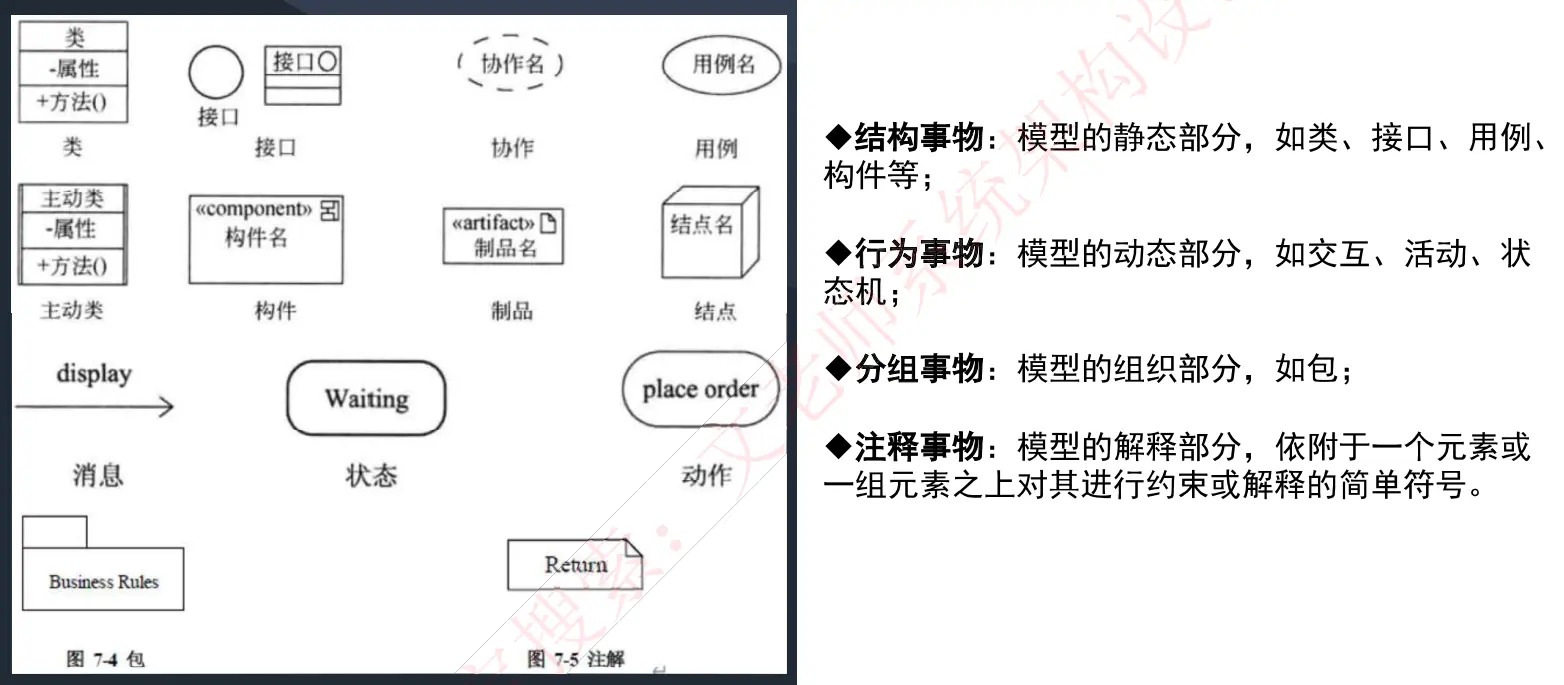 类
-属性
+方法()
类
接口
接口
接口
协作名
协作
用例名
用例
主动类
-属性
+方法()
主动类
«component»
构件名
构件
«artifact»
制品名
制品
结点名
结点
display
消息
Waiting
状态
place order
动作
Business Rules
图 7-4 包
Return
图 7-5 注解
◆结构事物：模型的静态部分，如类、接口、用例、
构件等；
◆行为事物：模型的动态部分，如交互、活动、状
态机；
◆分组事物：模型的组织部分，如包；
◆注释事物：模型的解释部分，依附于一个元素或
一组元素之上对其进行约束或解释的简单符号。
搜索：文老师系统架构设